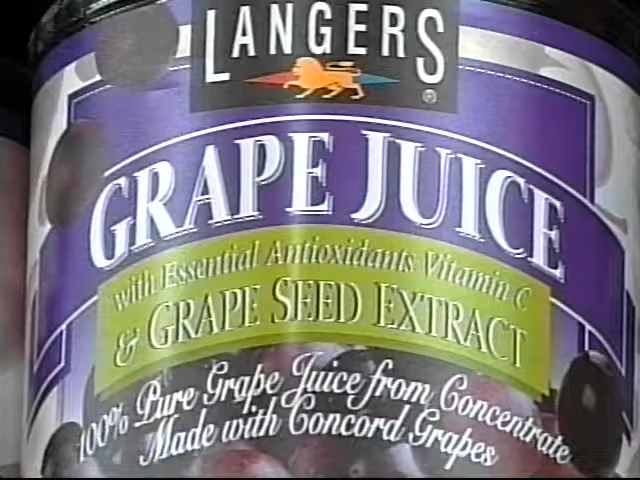 LANGERS
®
GRAPE JUICE
with Essential Antioxidants Vitamin C
& GRAPE SEED EXTRACT
100% Pure Grape Juice from Concentrate
Made with Concord Grapes